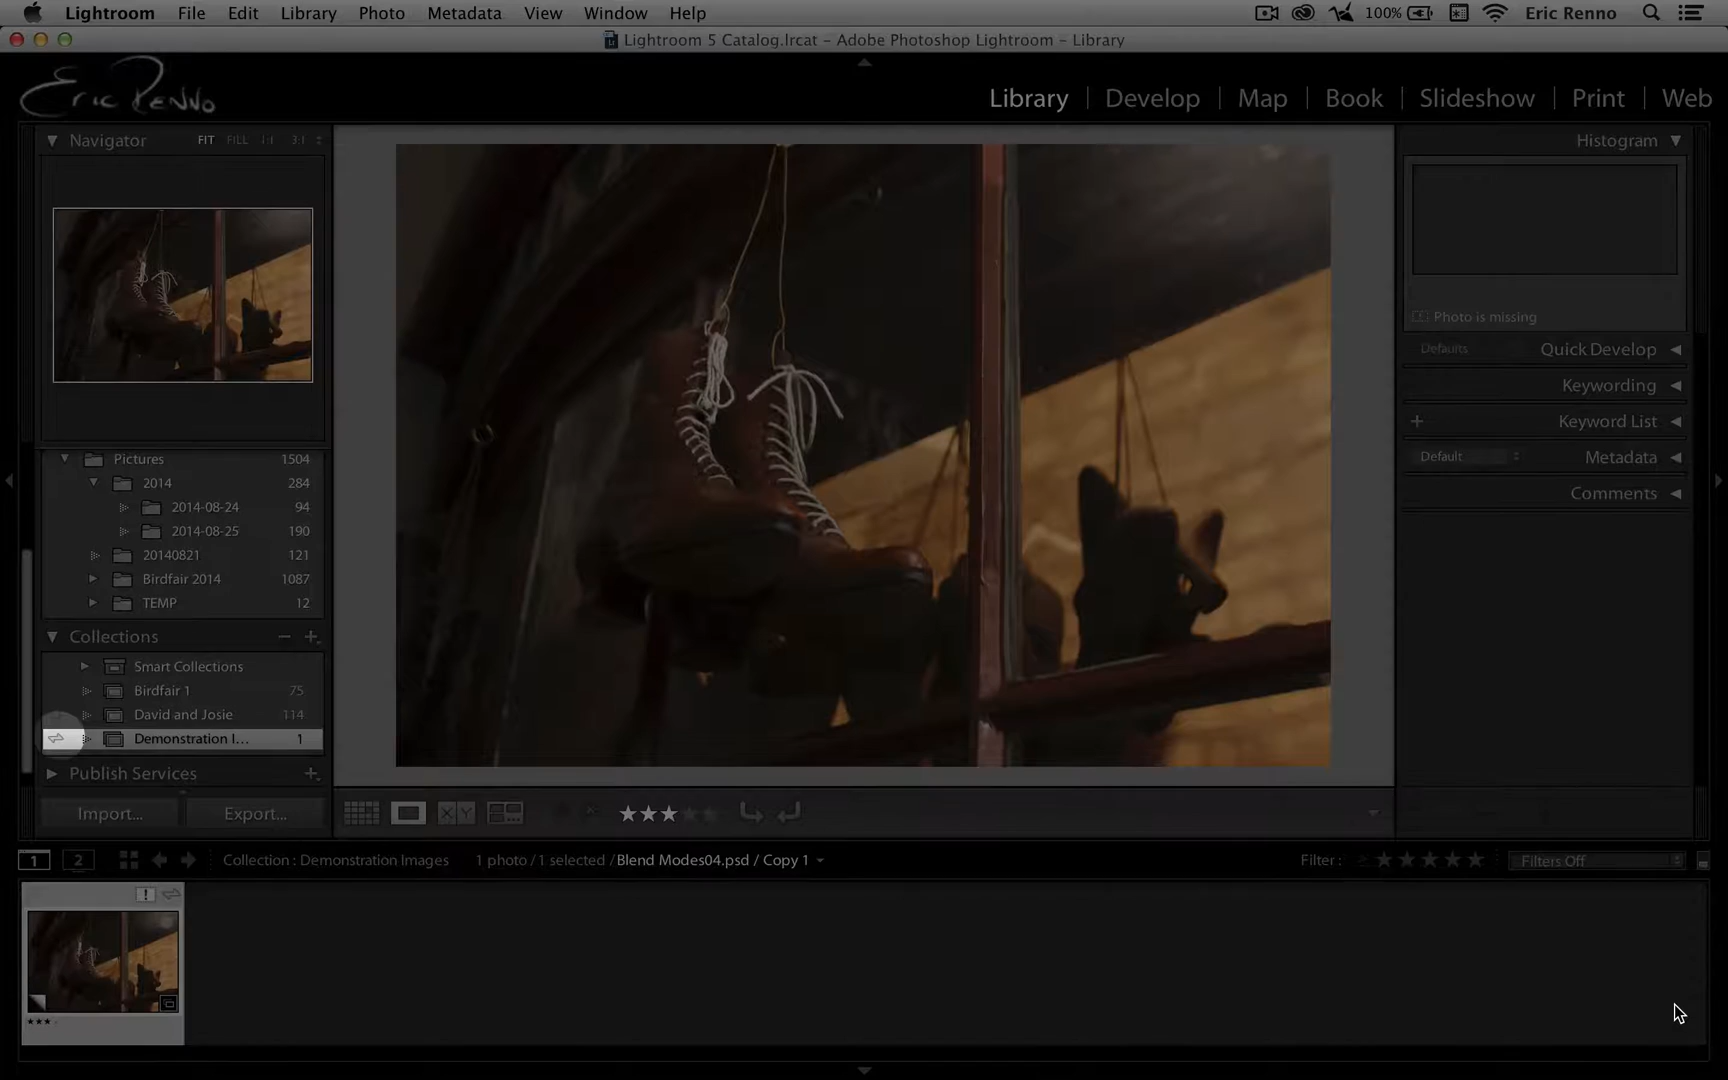 Lightroom File Edit Library Photo Metadata View Window Help 100% Eric Renno
Lightroom 5 Catalog.lrcat – Adobe Photoshop Lightroom – Library
Eric Renno
Library | Develop | Map | Book | Slideshow | Print | Web
Navigator FIT FILL 1:1 3:1
Histogram
Photo is missing
Defaults Quick Develop
Keywording
+ Keyword List
Default Metadata
Comments
Pictures 1504
2014 284
2014-08-24 94
2014-08-25 190
20140821 121
Birdfair 2014 1087
TEMP 12
Collections − +
Smart Collections
Birdfair 1 75
David and Josie 114
Demonstration I... 1
Publish Services +
Import... Export...
X Y
1 2 Collection : Demonstration Images 1 photo / 1 selected / Blend Modes04.psd / Copy 1 Filter : Filters Off
!